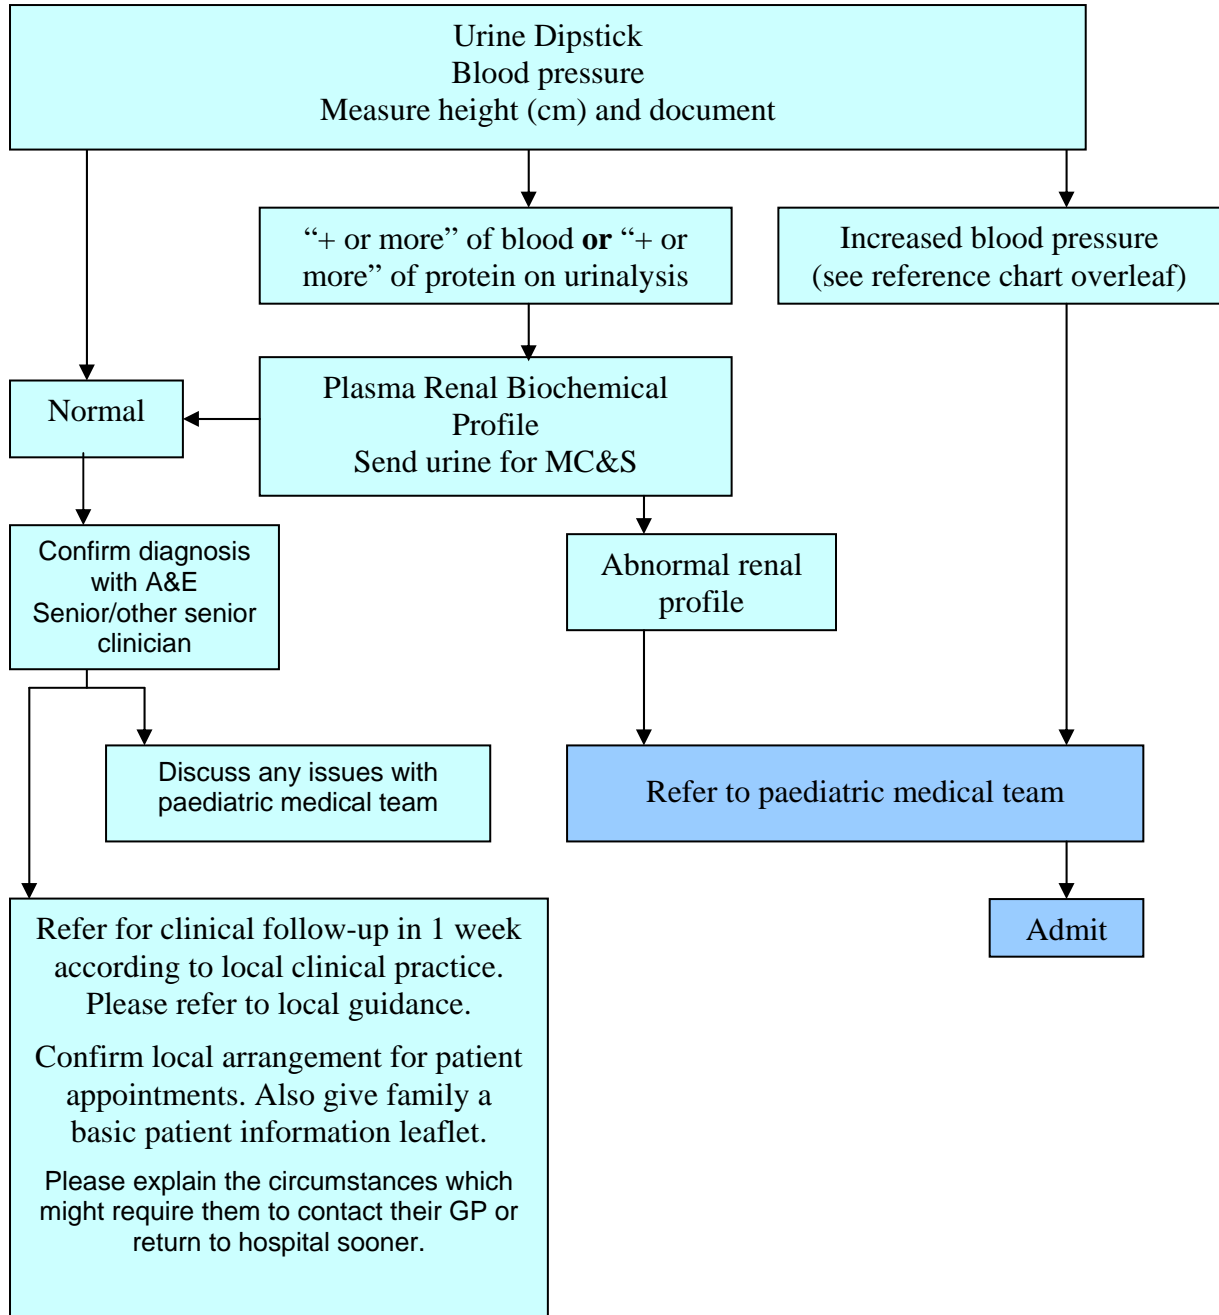 Urine Dipstick
Blood pressure
Measure height (cm) and document
“+ or more” of blood or “+ or
more” of protein on urinalysis
Increased blood pressure
(see reference chart overleaf)
Normal
Plasma Renal Biochemical
Profile
Send urine for MC&S
Confirm diagnosis
with A&E
Senior/other senior
clinician
Abnormal renal
profile
Discuss any issues with
paediatric medical team
Refer to paediatric medical team
Admit
Refer for clinical follow-up in 1 week
according to local clinical practice.
Please refer to local guidance.
Confirm local arrangement for patient
appointments. Also give family a
basic patient information leaflet.
Please explain the circumstances which
might require them to contact their GP or
return to hospital sooner.